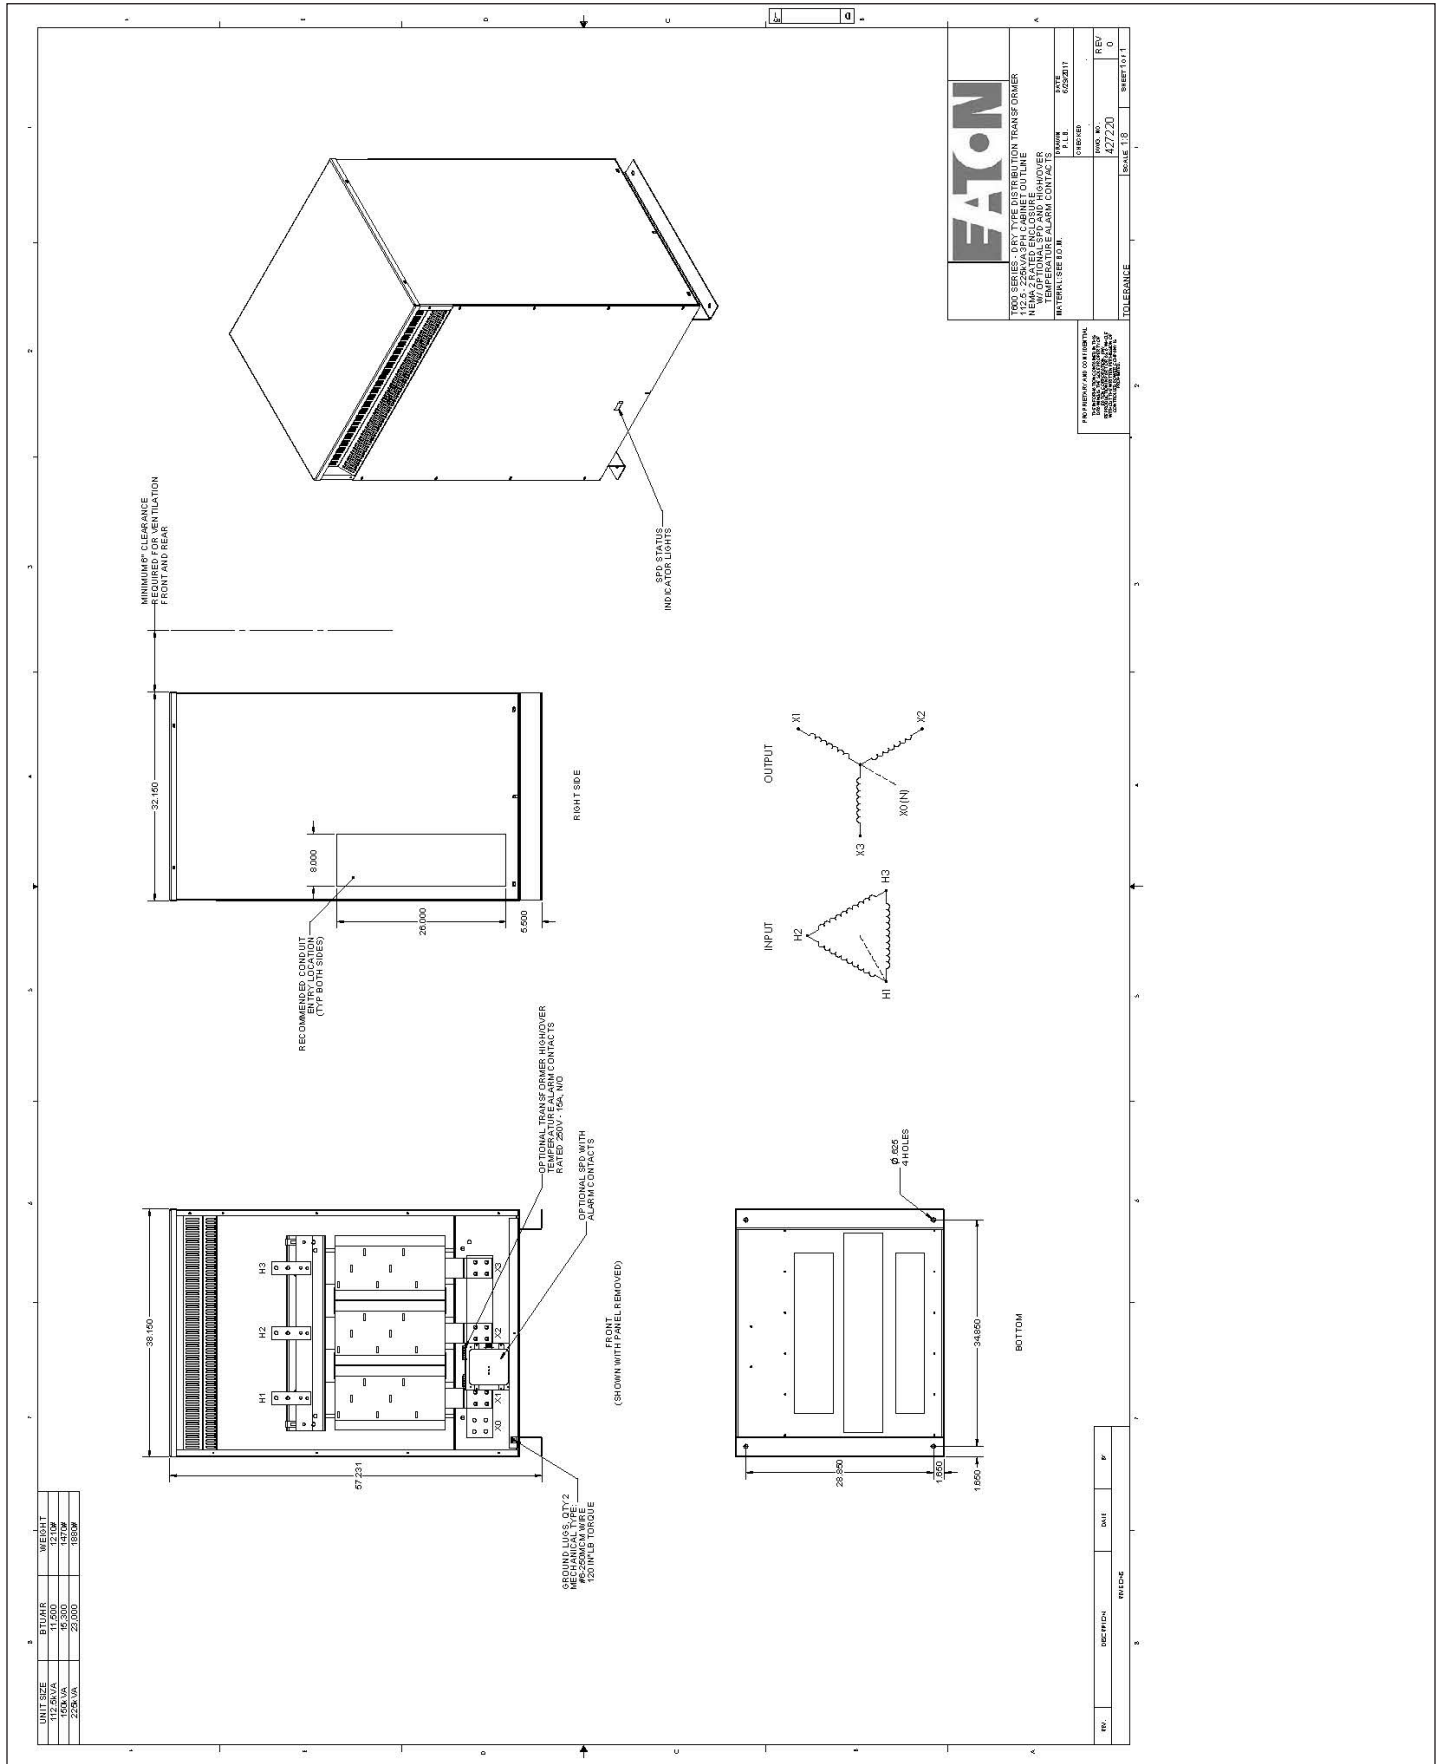 UNIT SIZE BTU/HR WEIGHT
112.5kVA 11,500 1210#
150kVA 15,300 1470#
225kVA 23,000 1880#
38.150
57.231
H1 H2 H3
X0 X1 X2 X3
GROUND LUGS, QTY 2
MECHANICAL TYPE:
#6-250MCM WIRE
120 IN*LB TORQUE
OPTIONAL TRANSFORMER HIGH/OVER
TEMPERATURE ALARM CONTACTS
RATED 250V - 15A, N/O
OPTIONAL SPD WITH
ALARM CONTACTS
FRONT
(SHOWN WITH PANEL REMOVED)
RECOMMENDED CONDUIT
ENTRY LOCATION
(TYP BOTH SIDES)
32.150
8.000
26.000
5.500
RIGHT SIDE
MINIMUM 6" CLEARANCE
REQUIRED FOR VENTILATION
FRONT AND REAR
SPD STATUS
INDICATOR LIGHTS
Ø.625
4 HOLES
28.850
1.650
1.650
34.850
BOTTOM
INPUT
H2
H1
H3
OUTPUT
X1
X3
X2
X0(N)
EATON
T600 SERIES - DRY TYPE DISTRIBUTION TRANSFORMER
112.5 - 225kVA 3PH CABINET OUTLINE
NEMA 2 RATED ENCLOSURE
W/ OPTIONAL SPD AND HIGH/OVER
TEMPERATURE ALARM CONTACTS
MATERIAL: SEE B.O.M.
DRAWN
P.L.B.
DATE
6/29/2017
CHECKED
DWG. NO.
427220
REV
0
TOLERANCE
SCALE 1:8
SHEET 1 of 1
PROPRIETARY AND CONFIDENTIAL
REV. DESCRIPTION DATE BY
REVISIONS